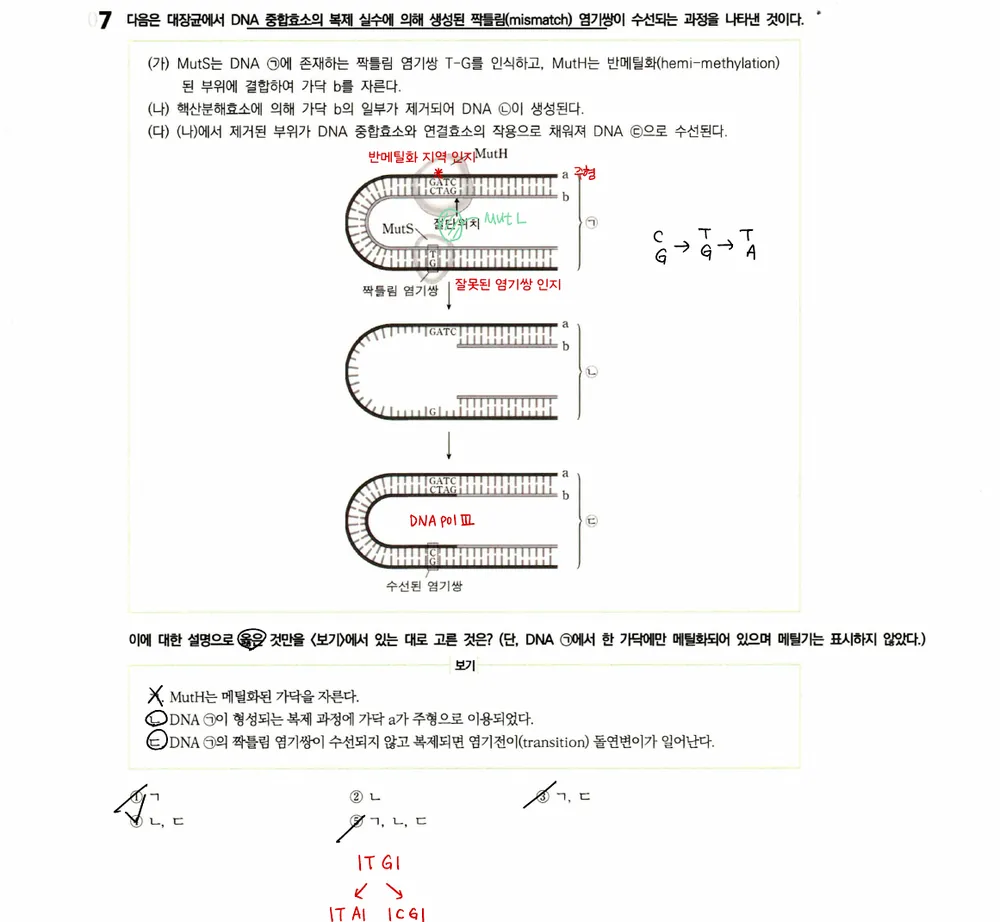 07 다음은 대장균에서 DNA 중합효소의 복제 실수에 의해 생성된 짝틀림(mismatch) 염기쌍이 수선되는 과정을 나타낸 것이다.
(가) MutS는 DNA ㉠에 존재하는 짝틀림 염기쌍 T-G를 인식하고, MutH는 반메틸화(hemi-methylation)
된 부위에 결합하여 가닥 b를 자른다.
(나) 핵산분해효소에 의해 가닥 b의 일부가 제거되어 DNA ㉡이 생성된다.
(다) (나)에서 제거된 부위가 DNA 중합효소와 연결효소의 작용으로 채워져 DNA ㉢으로 수선된다.
반메틸화 지역 인지 MutH
a 주형
GATC
CTAG
b
절단위치 MutL
MutS
㉠
T
G
C → T → T
G G A
짝틀림 염기쌍
잘못된 염기쌍 인지
a
GATC
b
㉡
G
a
GATC
CTAG
b
DNA pol III
㉢
C
G
수선된 염기쌍
이에 대한 설명으로 옳은 것만을 <보기>에서 있는 대로 고른 것은? (단, DNA ㉠에서 한 가닥에만 메틸화되어 있으며 메틸기는 표시하지 않았다.)
보기
ㄱ. MutH는 메틸화된 가닥을 자른다.
ㄴ. DNA ㉠이 형성되는 복제 과정에 가닥 a가 주형으로 이용되었다.
ㄷ. DNA ㉠의 짝틀림 염기쌍이 수선되지 않고 복제되면 염기전이(transition) 돌연변이가 일어난다.
① ㄱ ② ㄴ ③ ㄱ, ㄷ
④ ㄴ, ㄷ ⑤ ㄱ, ㄴ, ㄷ
|T G|
↙ ↘
|T A| |C G|